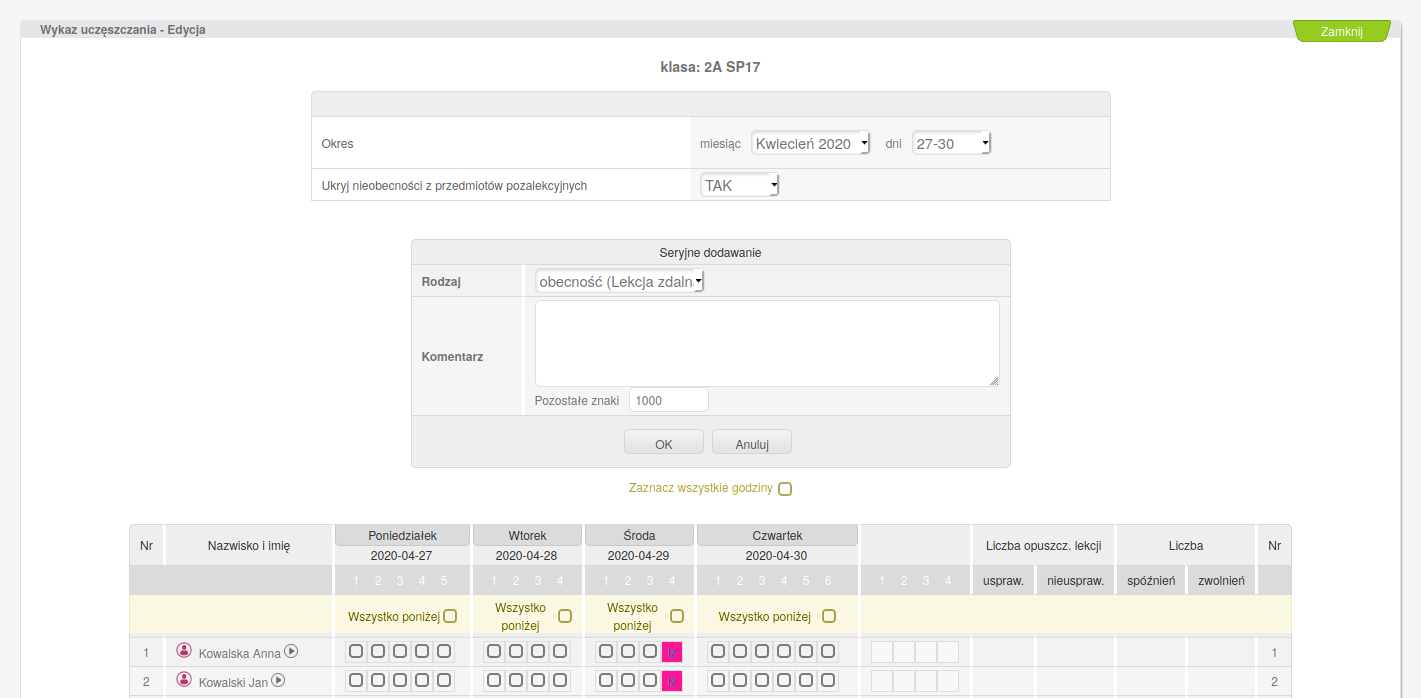 Wykaz uczęszczania - Edycja
Zamknij
klasa: 2A SP17
Okres miesiąc Kwiecień 2020 dni 27-30
Ukryj nieobecności z przedmiotów pozalekcyjnych TAK
Seryjne dodawanie
Rodzaj obecność (Lekcja zdaln
Komentarz
Pozostałe znaki 1000
OK Anuluj
Zaznacz wszystkie godziny
Nr Nazwisko i imię Poniedziałek Wtorek Środa Czwartek Liczba opuszcz. lekcji Liczba Nr
2020-04-27 2020-04-28 2020-04-29 2020-04-30
1 2 3 4 5 1 2 3 4 1 2 3 4 1 2 3 4 5 6 1 2 3 4 uspraw. nieuspraw. spóźnień zwolnień
Wszystko poniżej Wszystko poniżej Wszystko poniżej Wszystko poniżej
1 Kowalska Anna lz 1
2 Kowalski Jan lz 2